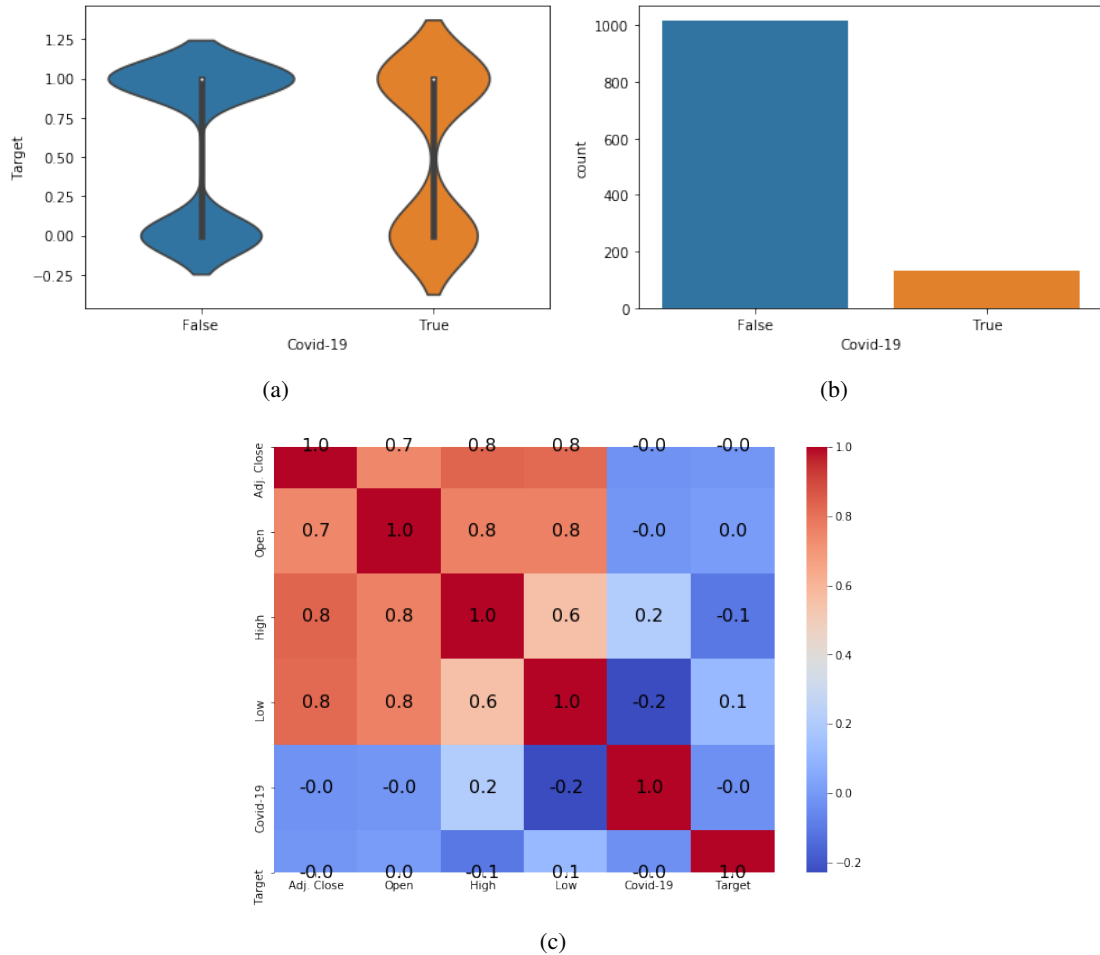 1.25
1.00
0.75
0.50
0.25
0.00
−0.25
Target
False True
Covid-19
(a)
1000
800
600
400
200
0
count
False True
Covid-19
(b)
Adj. Close 1.0 0.7 0.8 0.8 -0.0 -0.0
Open 0.7 1.0 0.8 0.8 -0.0 0.0
High 0.8 0.8 1.0 0.6 0.2 -0.1
Low 0.8 0.8 0.6 1.0 -0.2 0.1
Covid-19 -0.0 -0.0 0.2 -0.2 1.0 -0.0
Target -0.0 0.0 -0.1 0.1 -0.0 1.0
Adj. Close Open High Low Covid-19 Target
1.0
0.8
0.6
0.4
0.2
0.0
−0.2
(c)